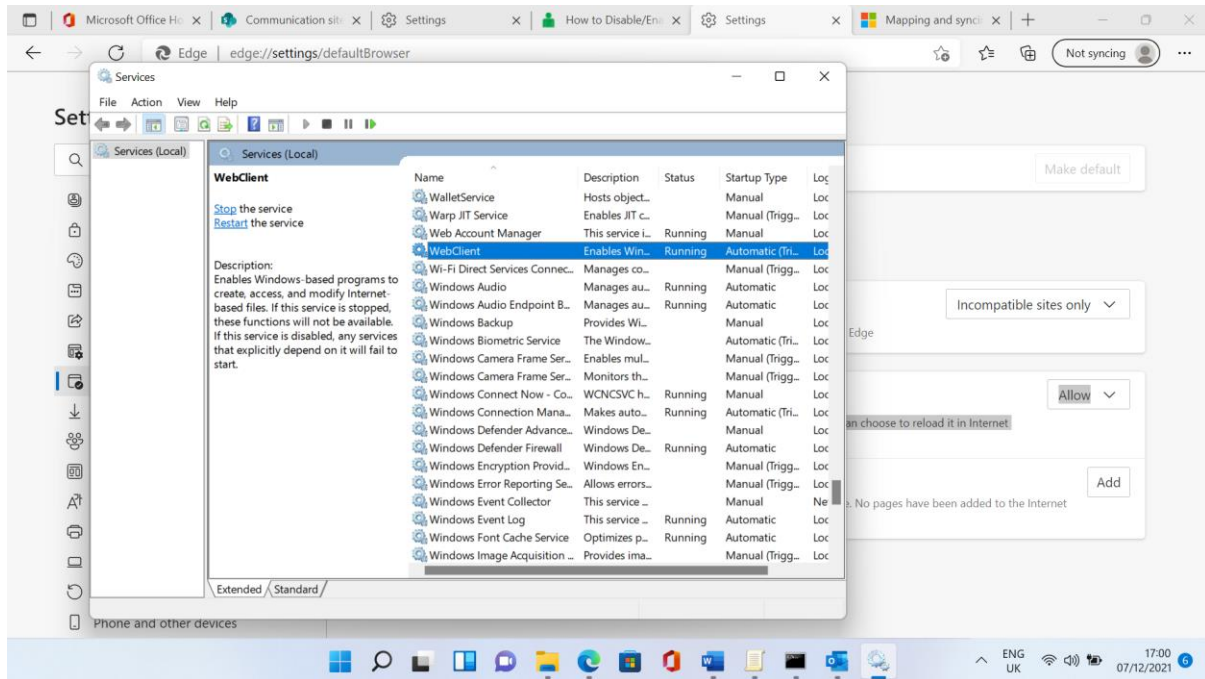 Microsoft Office Ho
Communication sit
Settings
How to Disable/En
Settings
Mapping and synci
Edge | edge://settings/defaultBrowser
Not syncing
Services
File Action View Help
Set
Services (Local)
Services (Local)
WebClient
Stop the service
Restart the service
Description:
Enables Windows-based programs to
create, access, and modify Internet-
based files. If this service is stopped,
these functions will not be available.
If this service is disabled, any services
that explicitly depend on it will fail to
start.
Name Description Status Startup Type Log
WalletService Hosts object... Manual Loc
Warp JIT Service Enables JIT c... Manual (Trigg... Loc
Web Account Manager This service i... Running Manual Loc
WebClient Enables Win... Running Automatic (Tri... Loc
Wi-Fi Direct Services Connec... Manages co... Manual (Trigg... Loc
Windows Audio Manages au... Running Automatic Loc
Windows Audio Endpoint B... Manages au... Running Automatic Loc
Windows Backup Provides Wi... Manual Loc
Windows Biometric Service The Window... Automatic (Tri... Loc
Windows Camera Frame Ser... Enables mul... Manual (Trigg... Loc
Windows Camera Frame Ser... Monitors th... Manual (Trigg... Loc
Windows Connect Now - Co... WCNCSVC h... Running Manual Loc
Windows Connection Mana... Makes auto... Running Automatic (Tri... Loc
Windows Defender Advance... Windows De... Manual Loc
Windows Defender Firewall Windows De... Running Automatic Loc
Windows Encryption Provid... Windows En... Manual (Trigg... Loc
Windows Error Reporting Se... Allows errors... Manual (Trigg... Loc
Windows Event Collector This service ... Manual Ne
Windows Event Log This service ... Running Automatic Loc
Windows Font Cache Service Optimizes p... Running Automatic Loc
Windows Image Acquisition ... Provides ima... Manual (Trigg... Loc
Extended Standard
Make default
Incompatible sites only
Edge
Allow
an choose to reload it in Internet
Add
e. No pages have been added to the Internet
Phone and other devices
ENG
UK
17:00
07/12/2021
6